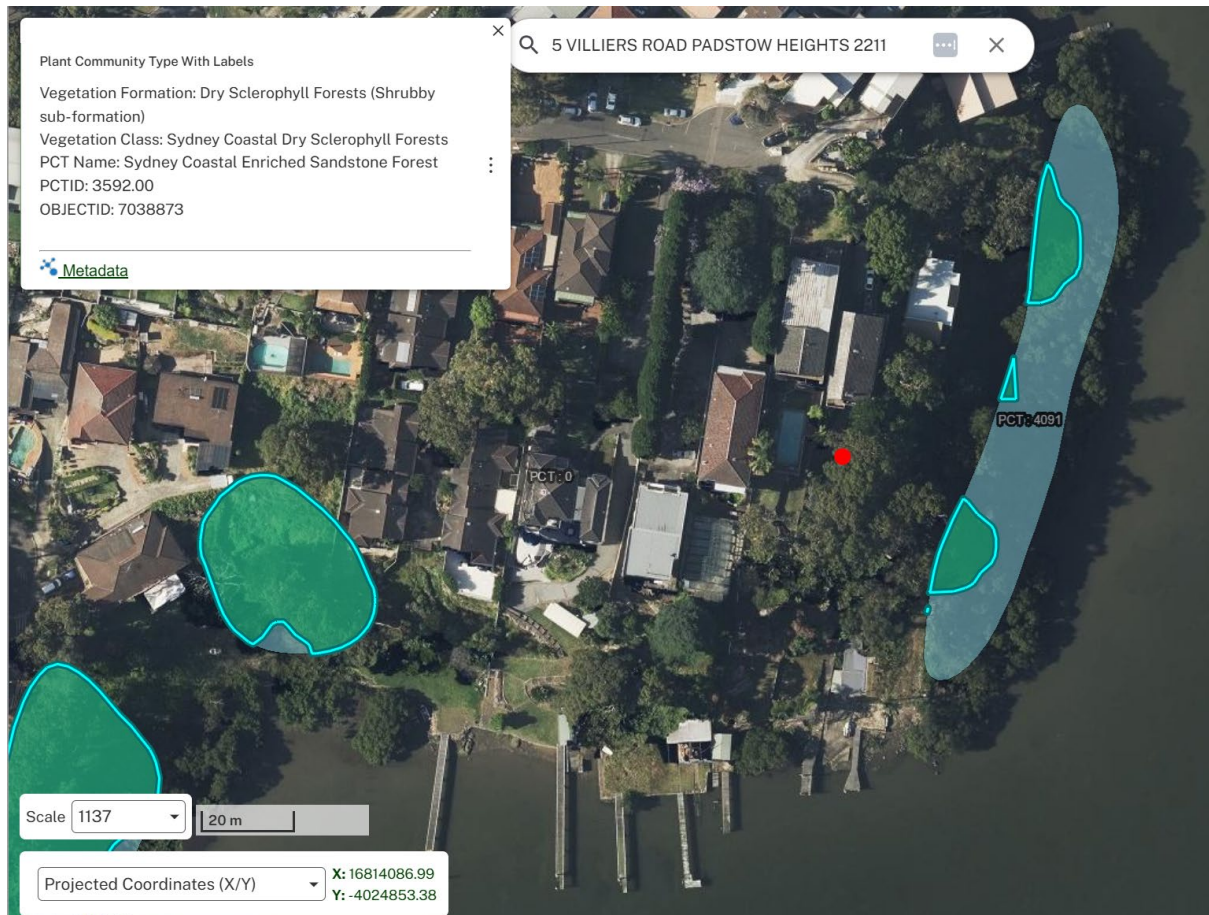 5 VILLIERS ROAD PADSTOW HEIGHTS 2211
Plant Community Type With Labels
Vegetation Formation: Dry Sclerophyll Forests (Shrubby
sub-formation)
Vegetation Class: Sydney Coastal Dry Sclerophyll Forests
PCT Name: Sydney Coastal Enriched Sandstone Forest
PCTID: 3592.00
OBJECTID: 7038873
Metadata
PCT : 4091
PCT : 0
Scale 1137
20 m
Projected Coordinates (X/Y)
X: 16814086.99
Y: -4024853.38